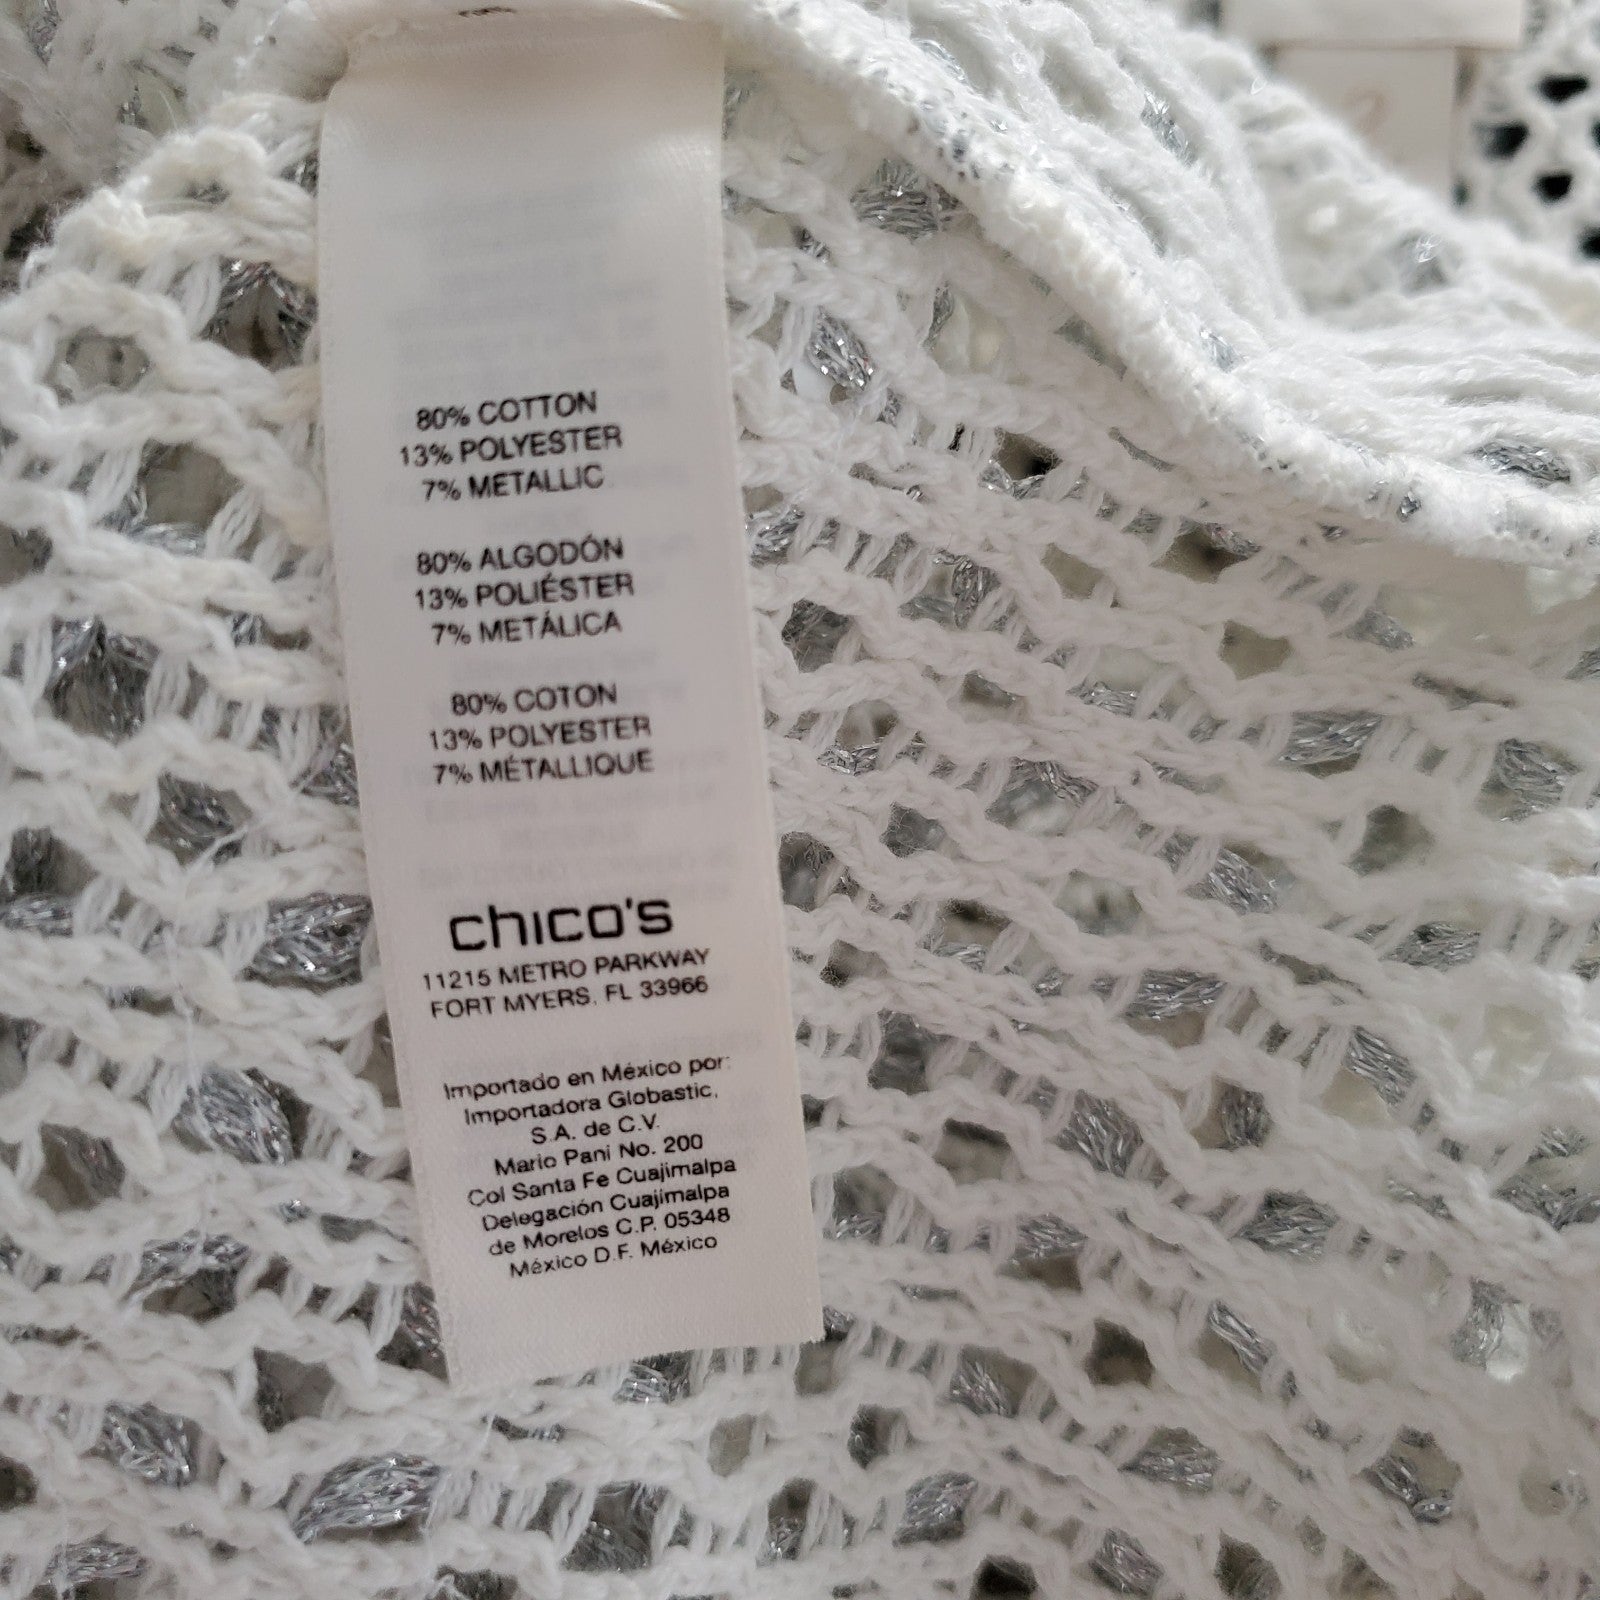 80% COTTON
13% POLYESTER
7% METALLIC
80% ALGODÓN
13% POLIÉSTER
7% METÁLICA
80% COTON
13% POLYESTER
7% MÉTALLIQUE
chico's
11215 METRO PARKWAY
FORT MYERS, FL 33966
Importado en México por:
Importadora Globastic,
S.A. de C.V.
Mario Pani No. 200
Col Santa Fe Cuajimalpa
Delegación Cuajimalpa
de Morelos C.P. 05348
México D.F. México
2